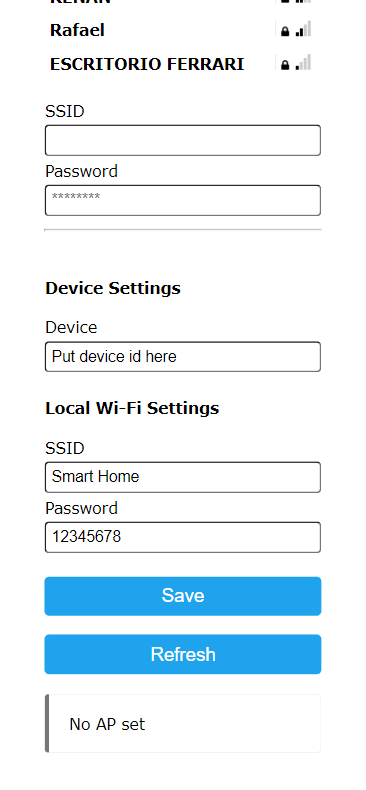 KENAN
Rafael
ESCRITORIO FERRARI
SSID
Password
********
Device Settings
Device
Put device id here
Local Wi-Fi Settings
SSID
Smart Home
Password
12345678
Save
Refresh
No AP set